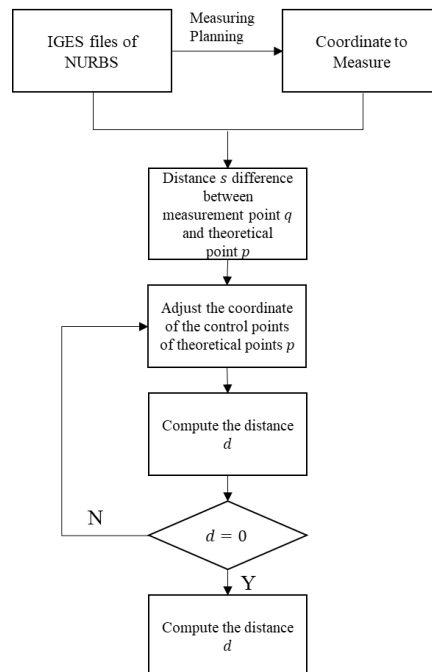 IGES files of
NURBS
Measuring
Planning
Coordinate to
Measure
Distance s difference
between
measurement point q
and theoretical
point p
Adjust the coordinate
of the control points
of theoretical points p
Compute the distance
d
N
d = 0
Y
Compute the distance
d